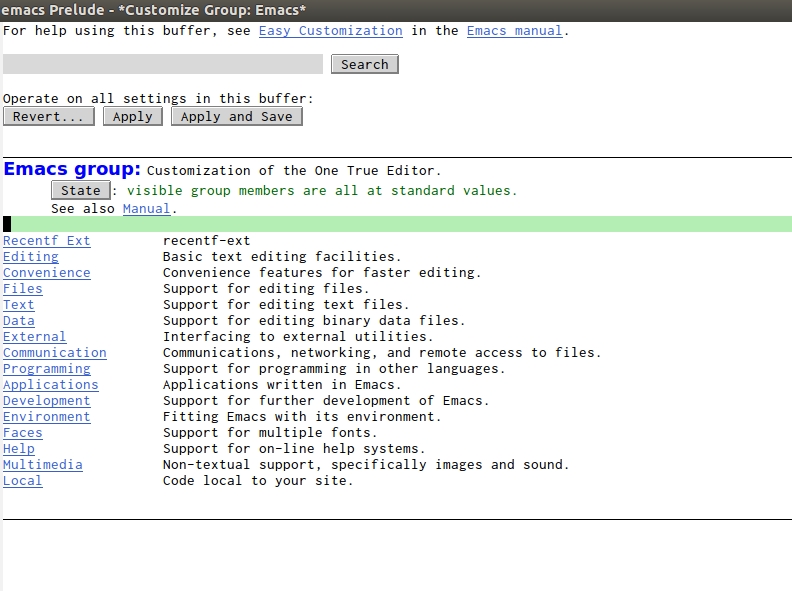 emacs Prelude - *Customize Group: Emacs*
For help using this buffer, see Easy Customization in the Emacs manual.
Search
Operate on all settings in this buffer:
Revert... Apply Apply and Save
Emacs group: Customization of the One True Editor.
State : visible group members are all at standard values.
See also Manual.
Recentf Ext recentf-ext
Editing Basic text editing facilities.
Convenience Convenience features for faster editing.
Files Support for editing files.
Text Support for editing text files.
Data Support for editing binary data files.
External Interfacing to external utilities.
Communication Communications, networking, and remote access to files.
Programming Support for programming in other languages.
Applications Applications written in Emacs.
Development Support for further development of Emacs.
Environment Fitting Emacs with its environment.
Faces Support for multiple fonts.
Help Support for on-line help systems.
Multimedia Non-textual support, specifically images and sound.
Local Code local to your site.